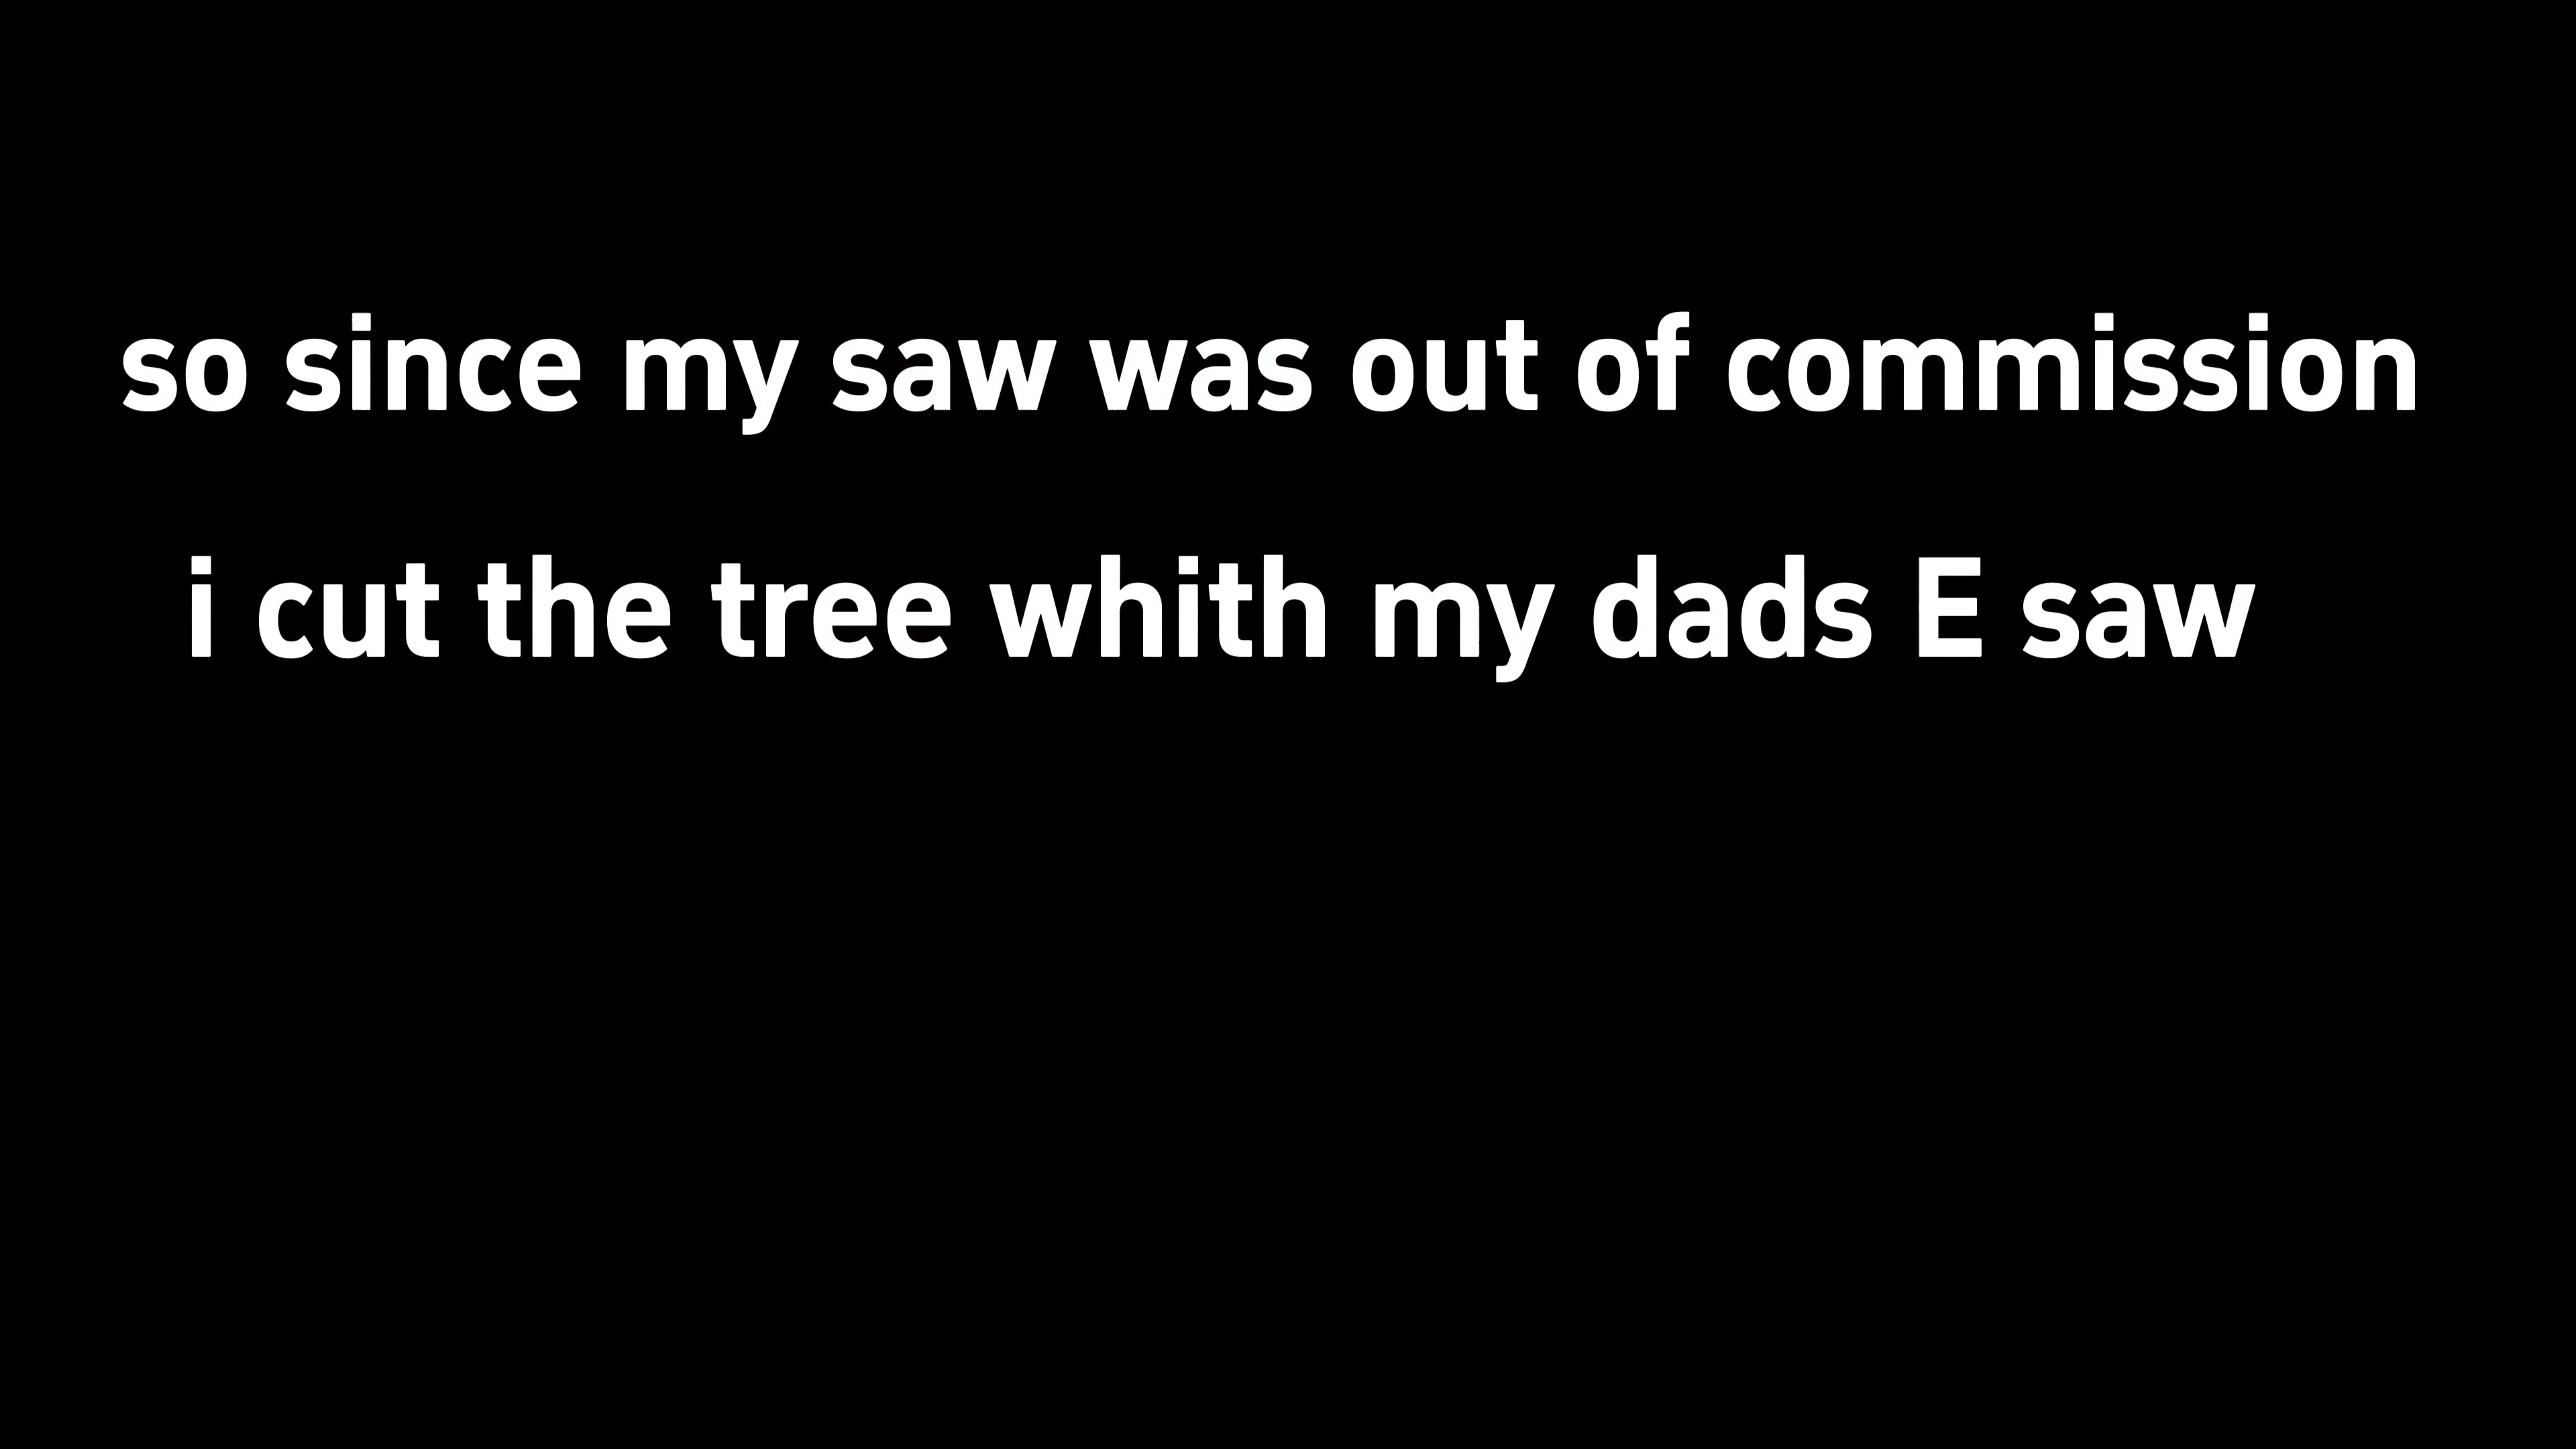 so since my saw was out of commission
i cut the tree whith my dads E saw